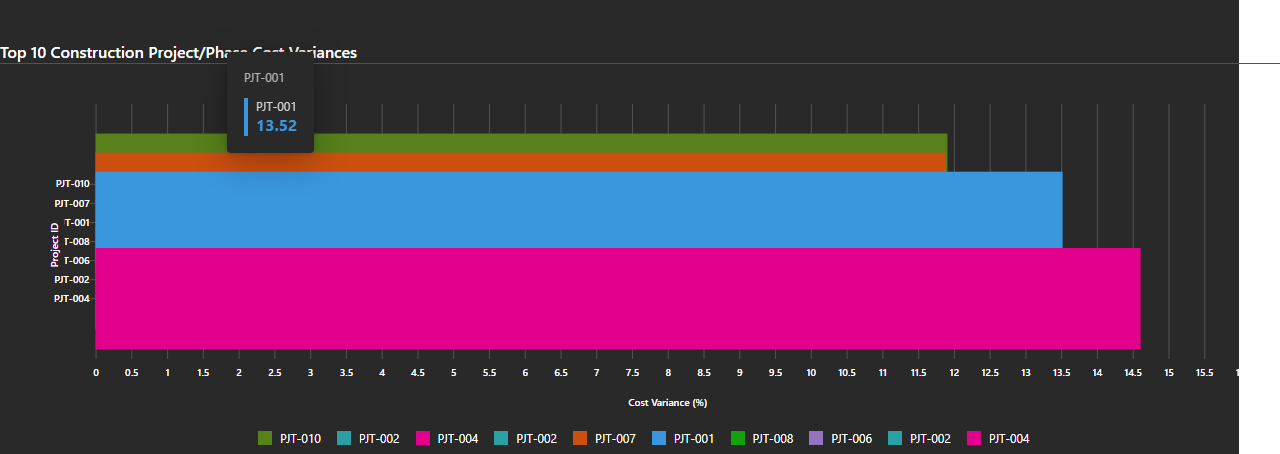 Top 10 Construction Project/Phase Cost Variances
PJT-001
PJT-001
13.52
PJT-010
PJT-007
T-001
T-008
T-006
PJT-002
PJT-004
Project ID
0 0.5 1 1.5 2 2.5 3 3.5 4 4.5 5 5.5 6 6.5 7 7.5 8 8.5 9 9.5 10 10.5 11 11.5 12 12.5 13 13.5 14 14.5 15 15.5
Cost Variance (%)
PJT-010 PJT-002 PJT-004 PJT-002 PJT-007 PJT-001 PJT-008 PJT-006 PJT-002 PJT-004